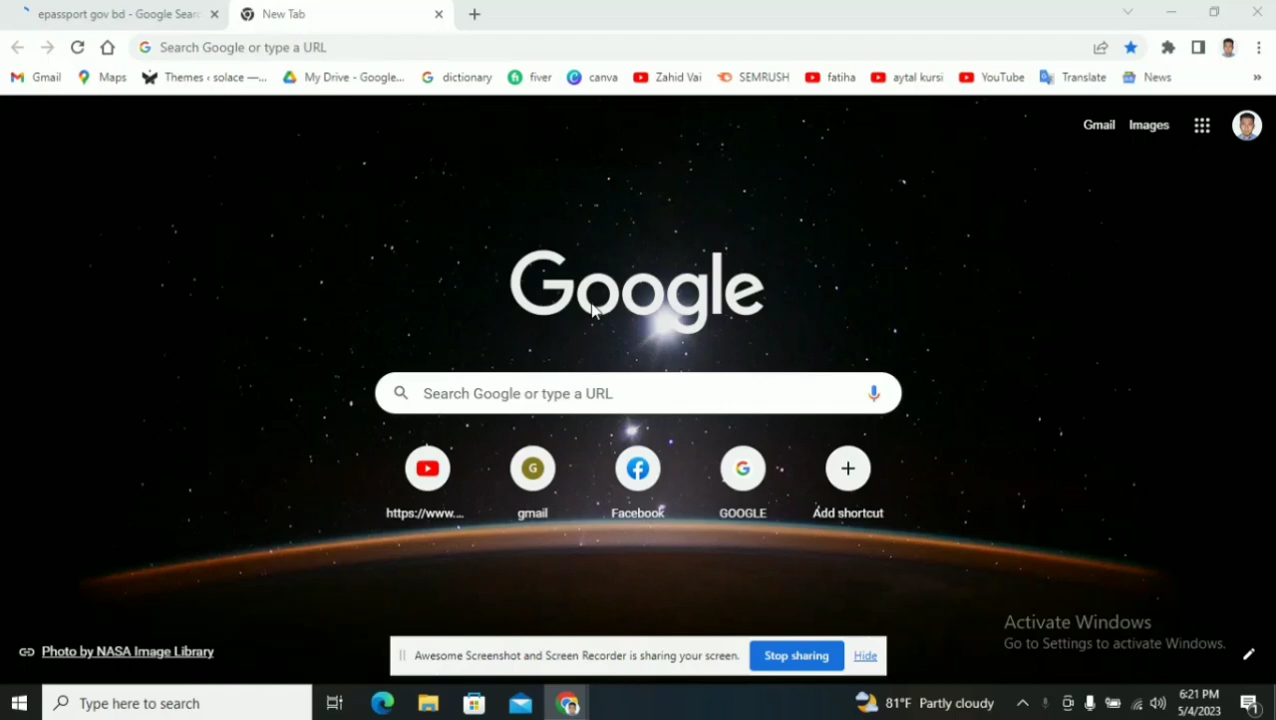 epassport gov bd - Google Sear
New Tab
Search Google or type a URL
Gmail
Maps
Themes ‹ solace —...
My Drive - Google...
dictionary
fiver
canva
Zahid Vai
SEMRUSH
fatiha
aytal kursi
YouTube
Translate
News
»
Gmail
Images
Google
Search Google or type a URL
G
https://www....
gmail
Facebook
GOOGLE
Add shortcut
Activate Windows
Go to Settings to activate Windows.
Photo by NASA Image Library
Awesome Screenshot and Screen Recorder is sharing your screen.
Stop sharing
Hide
Type here to search
81°F Partly cloudy
6:21 PM
5/4/2023
1